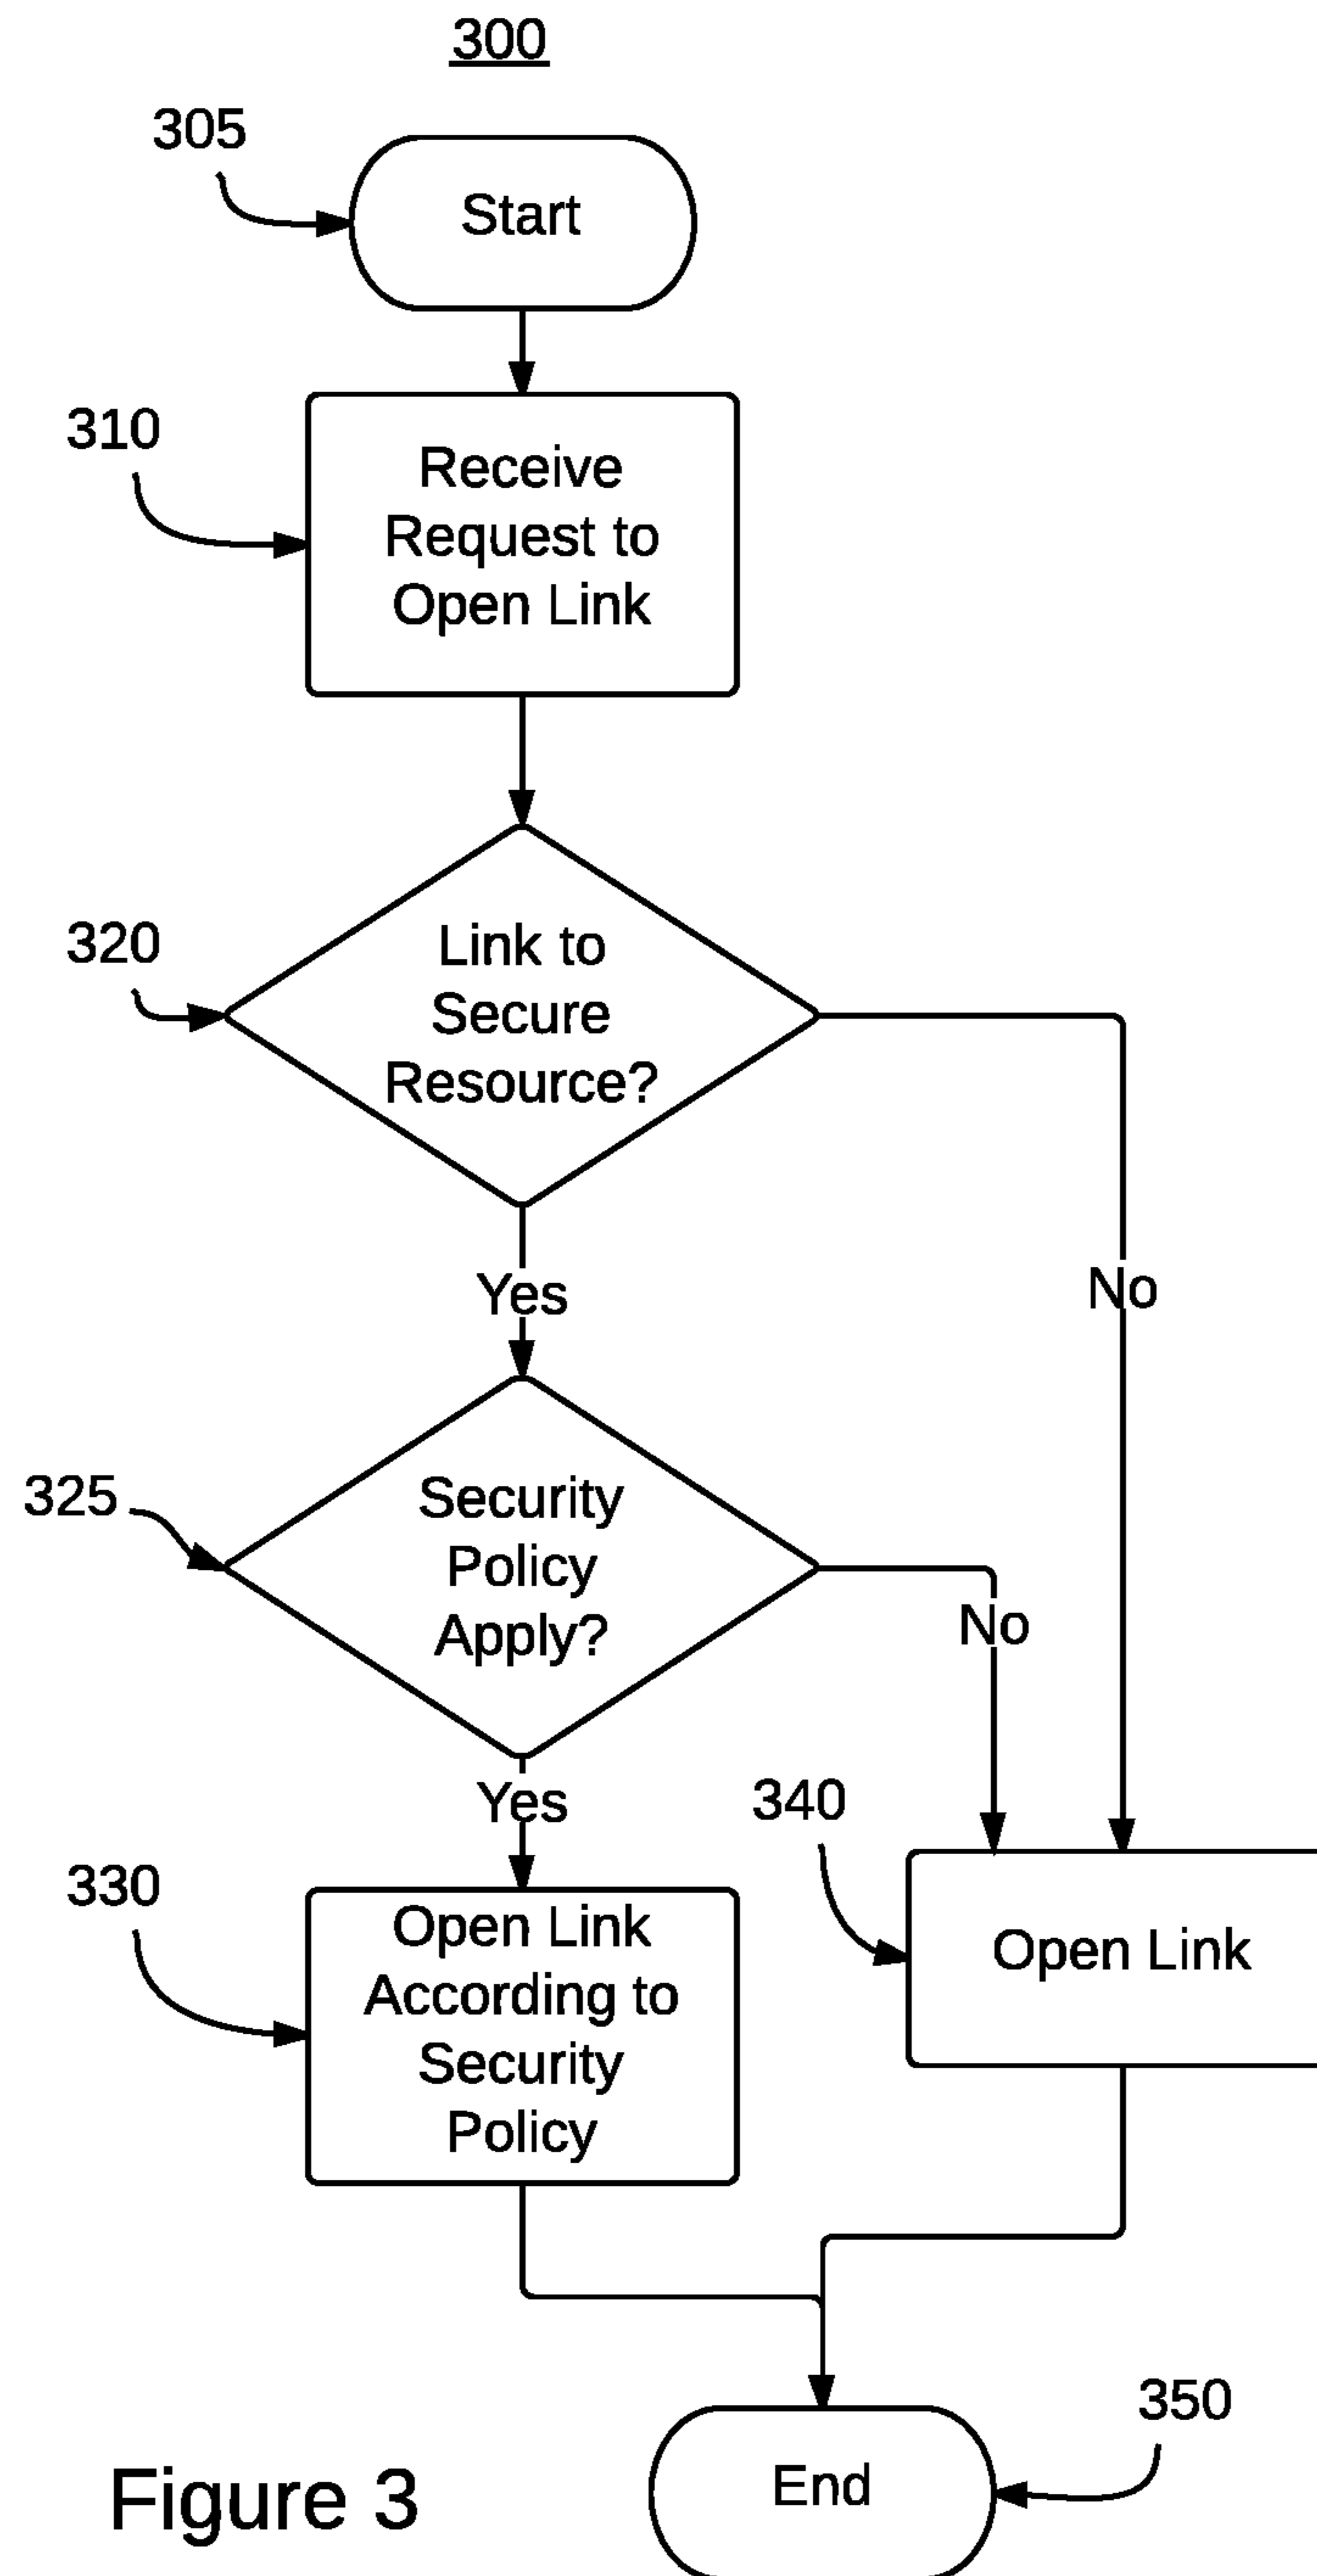 300
305
Start
310
Receive
Request to
Open Link
320
Link to
Secure
Resource?
Yes
No
325
Security
Policy
Apply?
No
Yes
340
330
Open Link
According to
Security
Policy
Open Link
350
End
Figure 3